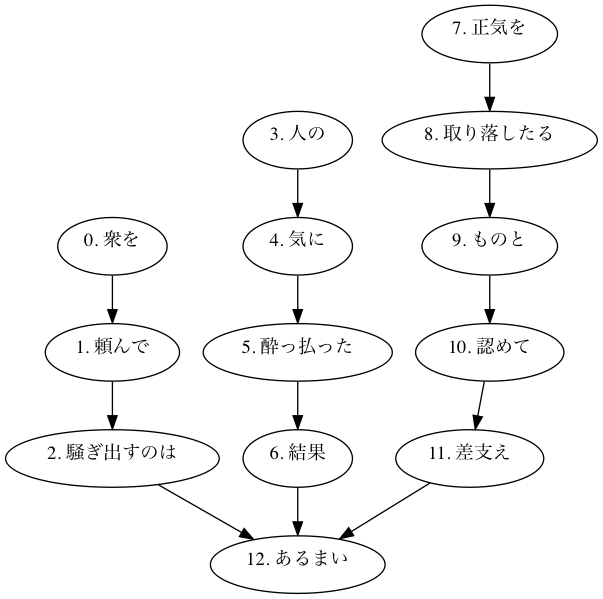 7. 正気を
3. 人の
8. 取り落したる
0. 衆を
4. 気に
9. ものと
1. 頼んで
5. 酔っ払った
10. 認めて
2. 騒ぎ出すのは
6. 結果
11. 差支え
12. あるまい